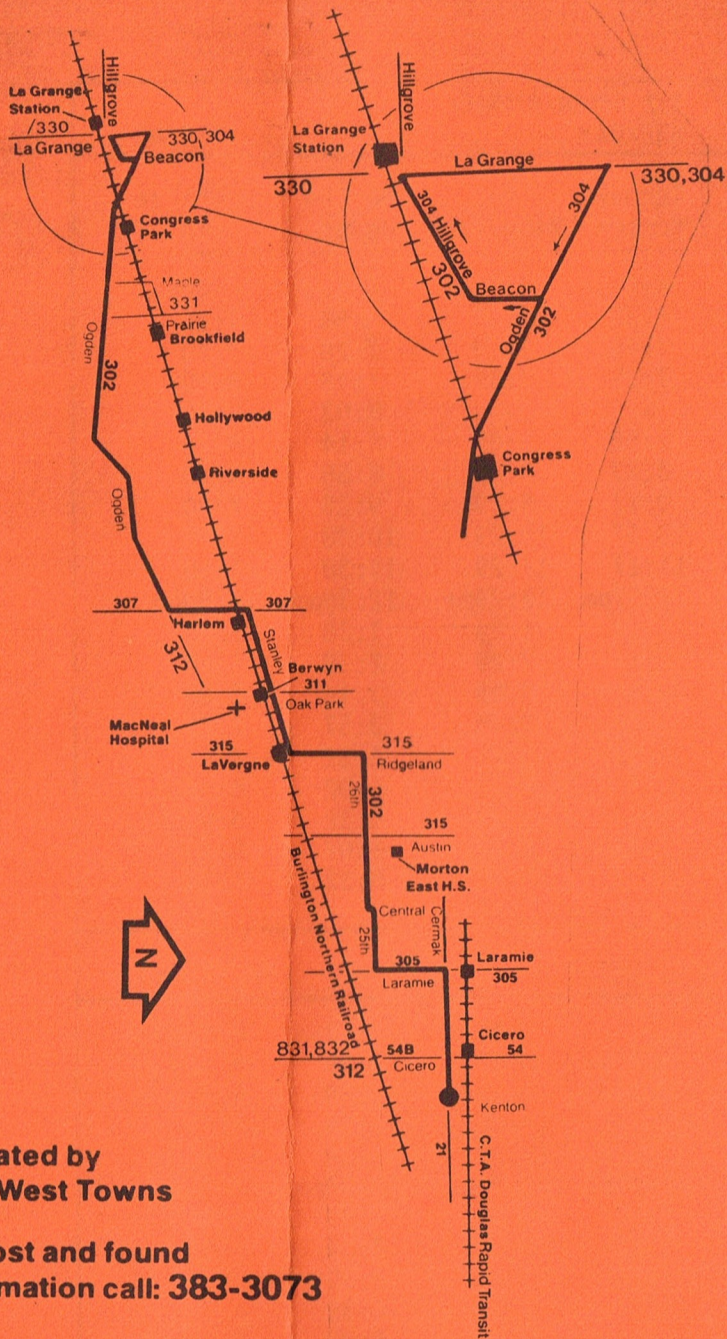 Hillgrove
La Grange
Station
330
La Grange
330, 304
Beacon
Congress
Park
Maple
331
Prairie
Brookfield
Ogden
302
Hollywood
Riverside
Ogden
307
307
Harlem
312
Stanley
Berwyn
311
Oak Park
MacNeal
Hospital
315
LaVergne
315
Ridgeland
26th
302
315
Austin
Morton
East H.S.
Central
Cermak
25th
305
Laramie
Laramie
305
Burlington Northern Railroad
831,832
312
54B
Cicero
Cicero
54
Kenton
21
C.T.A. Douglas Rapid Transit
N
Hillgrove
La Grange
Station
330
La Grange
330,304
304
304
Hillgrove
302
Beacon
Ogden
302
Congress
Park
ated by
West Towns
ost and found
mation call: 383-3073